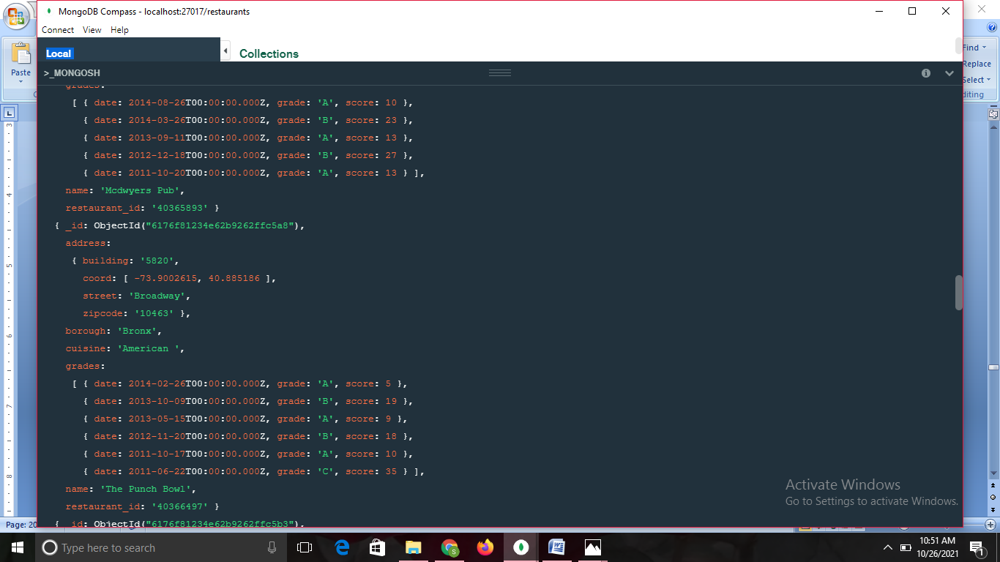 MongoDB Compass - localhost:27017/restaurants
Connect View Help
Local
Collections
>_MONGOSH
Paste
Find
Replace
Select
diting
grades:
[ { date: 2014-08-26T00:00:00.000Z, grade: 'A', score: 10 },
{ date: 2014-03-26T00:00:00.000Z, grade: 'B', score: 23 },
{ date: 2013-09-11T00:00:00.000Z, grade: 'A', score: 13 },
{ date: 2012-12-18T00:00:00.000Z, grade: 'B', score: 27 },
{ date: 2011-10-20T00:00:00.000Z, grade: 'A', score: 13 } ],
name: 'Mcdwyers Pub',
restaurant_id: '40365893' }
{ _id: ObjectId("6176f81234e62b9262ffc5a8"),
address:
{ building: '5820',
coord: [ -73.9002615, 40.885186 ],
street: 'Broadway',
zipcode: '10463' },
borough: 'Bronx',
cuisine: 'American ',
grades:
[ { date: 2014-02-26T00:00:00.000Z, grade: 'A', score: 5 },
{ date: 2013-10-09T00:00:00.000Z, grade: 'B', score: 19 },
{ date: 2013-05-15T00:00:00.000Z, grade: 'A', score: 9 },
{ date: 2012-11-20T00:00:00.000Z, grade: 'B', score: 18 },
{ date: 2011-10-17T00:00:00.000Z, grade: 'A', score: 10 },
{ date: 2011-06-22T00:00:00.000Z, grade: 'C', score: 35 } ],
name: 'The Punch Bowl',
restaurant_id: '40366497' }
{ _id: ObjectId("6176f81234e62b9262ffc5b3"),
Activate Windows
Go to Settings to activate Windows.
Page: 20
Type here to search
10:51 AM
10/26/2021
1